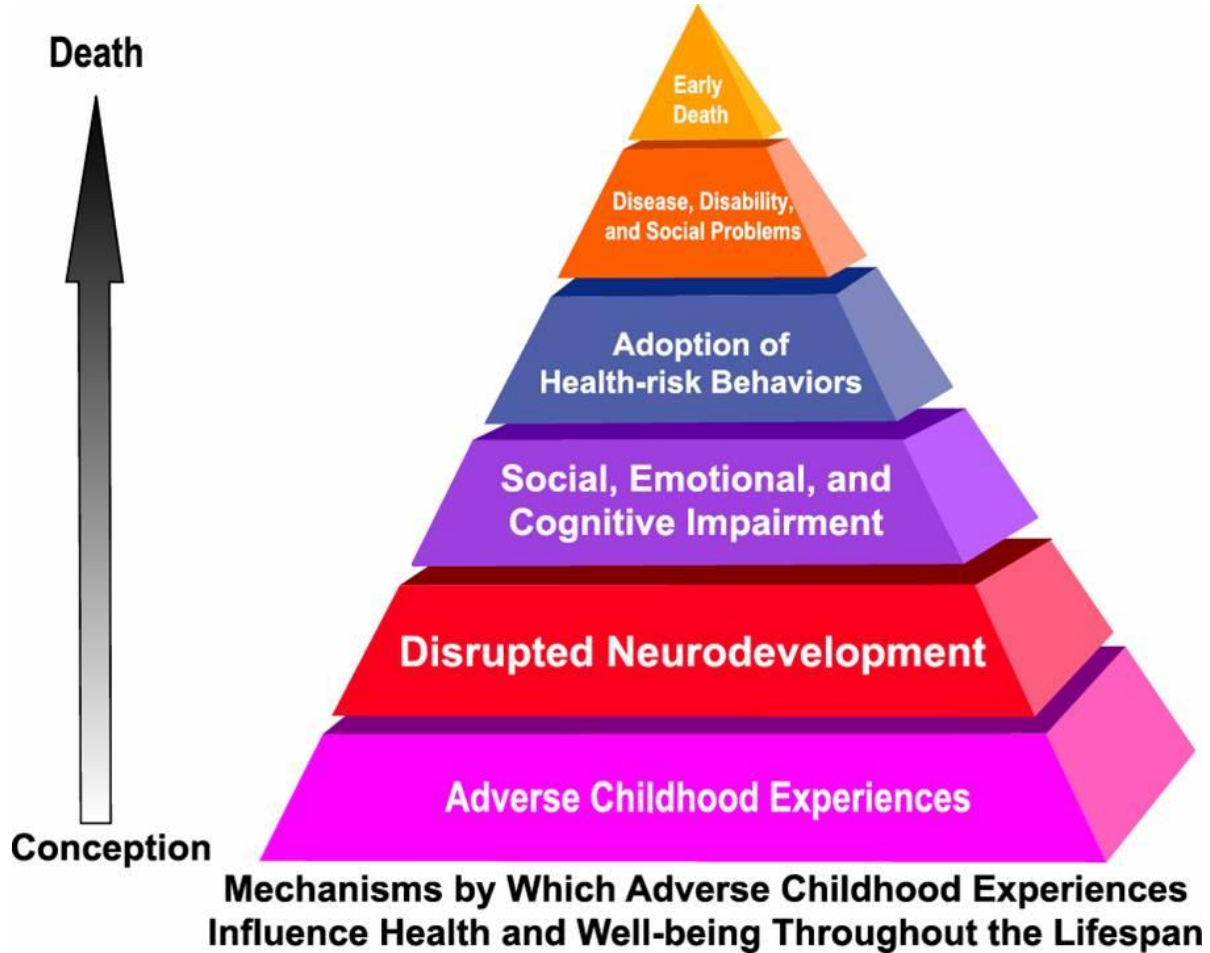 Death
Early
Death
Disease, Disability,
and Social Problems
Adoption of
Health-risk Behaviors
Social, Emotional, and
Cognitive Impairment
Disrupted Neurodevelopment
Adverse Childhood Experiences
Conception
Mechanisms by Which Adverse Childhood Experiences
Influence Health and Well-being Throughout the Lifespan